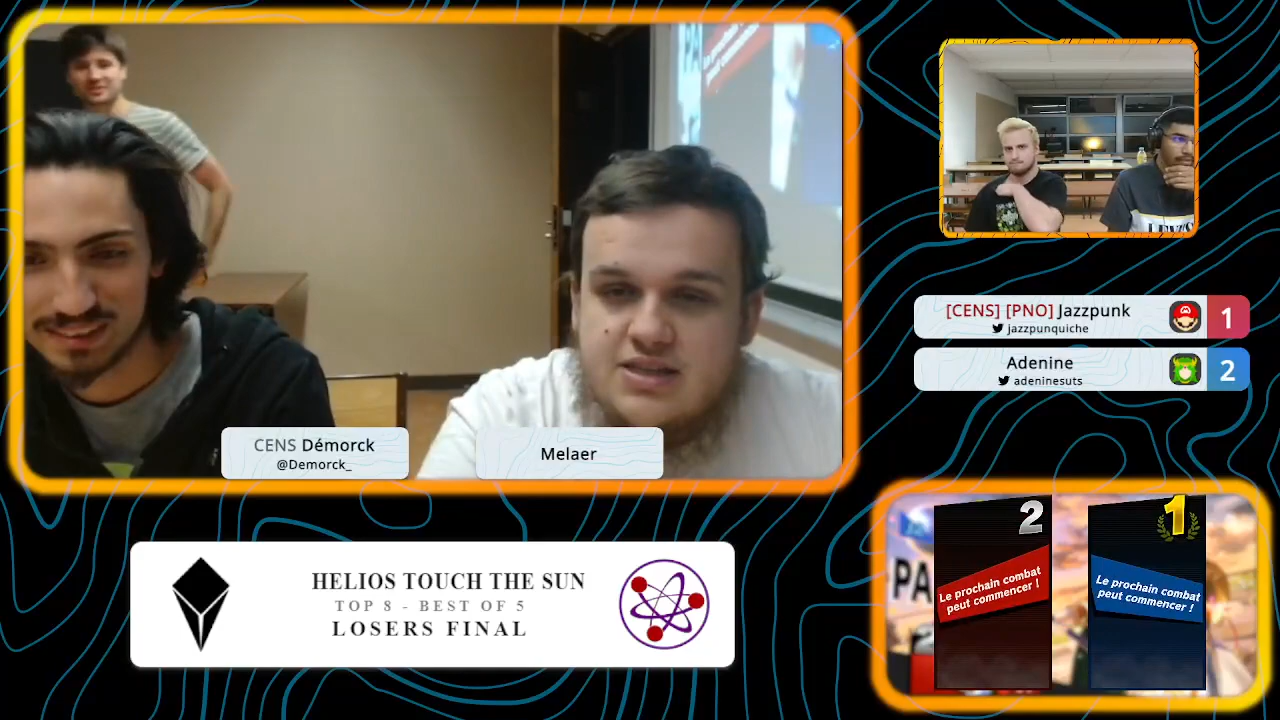 CENS Démorck
@Demorck_
Melaer
[CENS] [PNO] Jazzpunk
jazzpunquiche
1
Adenine
adeninesuts
2
HELIOS TOUCH THE SUN
TOP 8 - BEST OF 5
LOSERS FINAL
2
Le prochain combat
peut commencer !
1
Le prochain combat
peut commencer !
PA